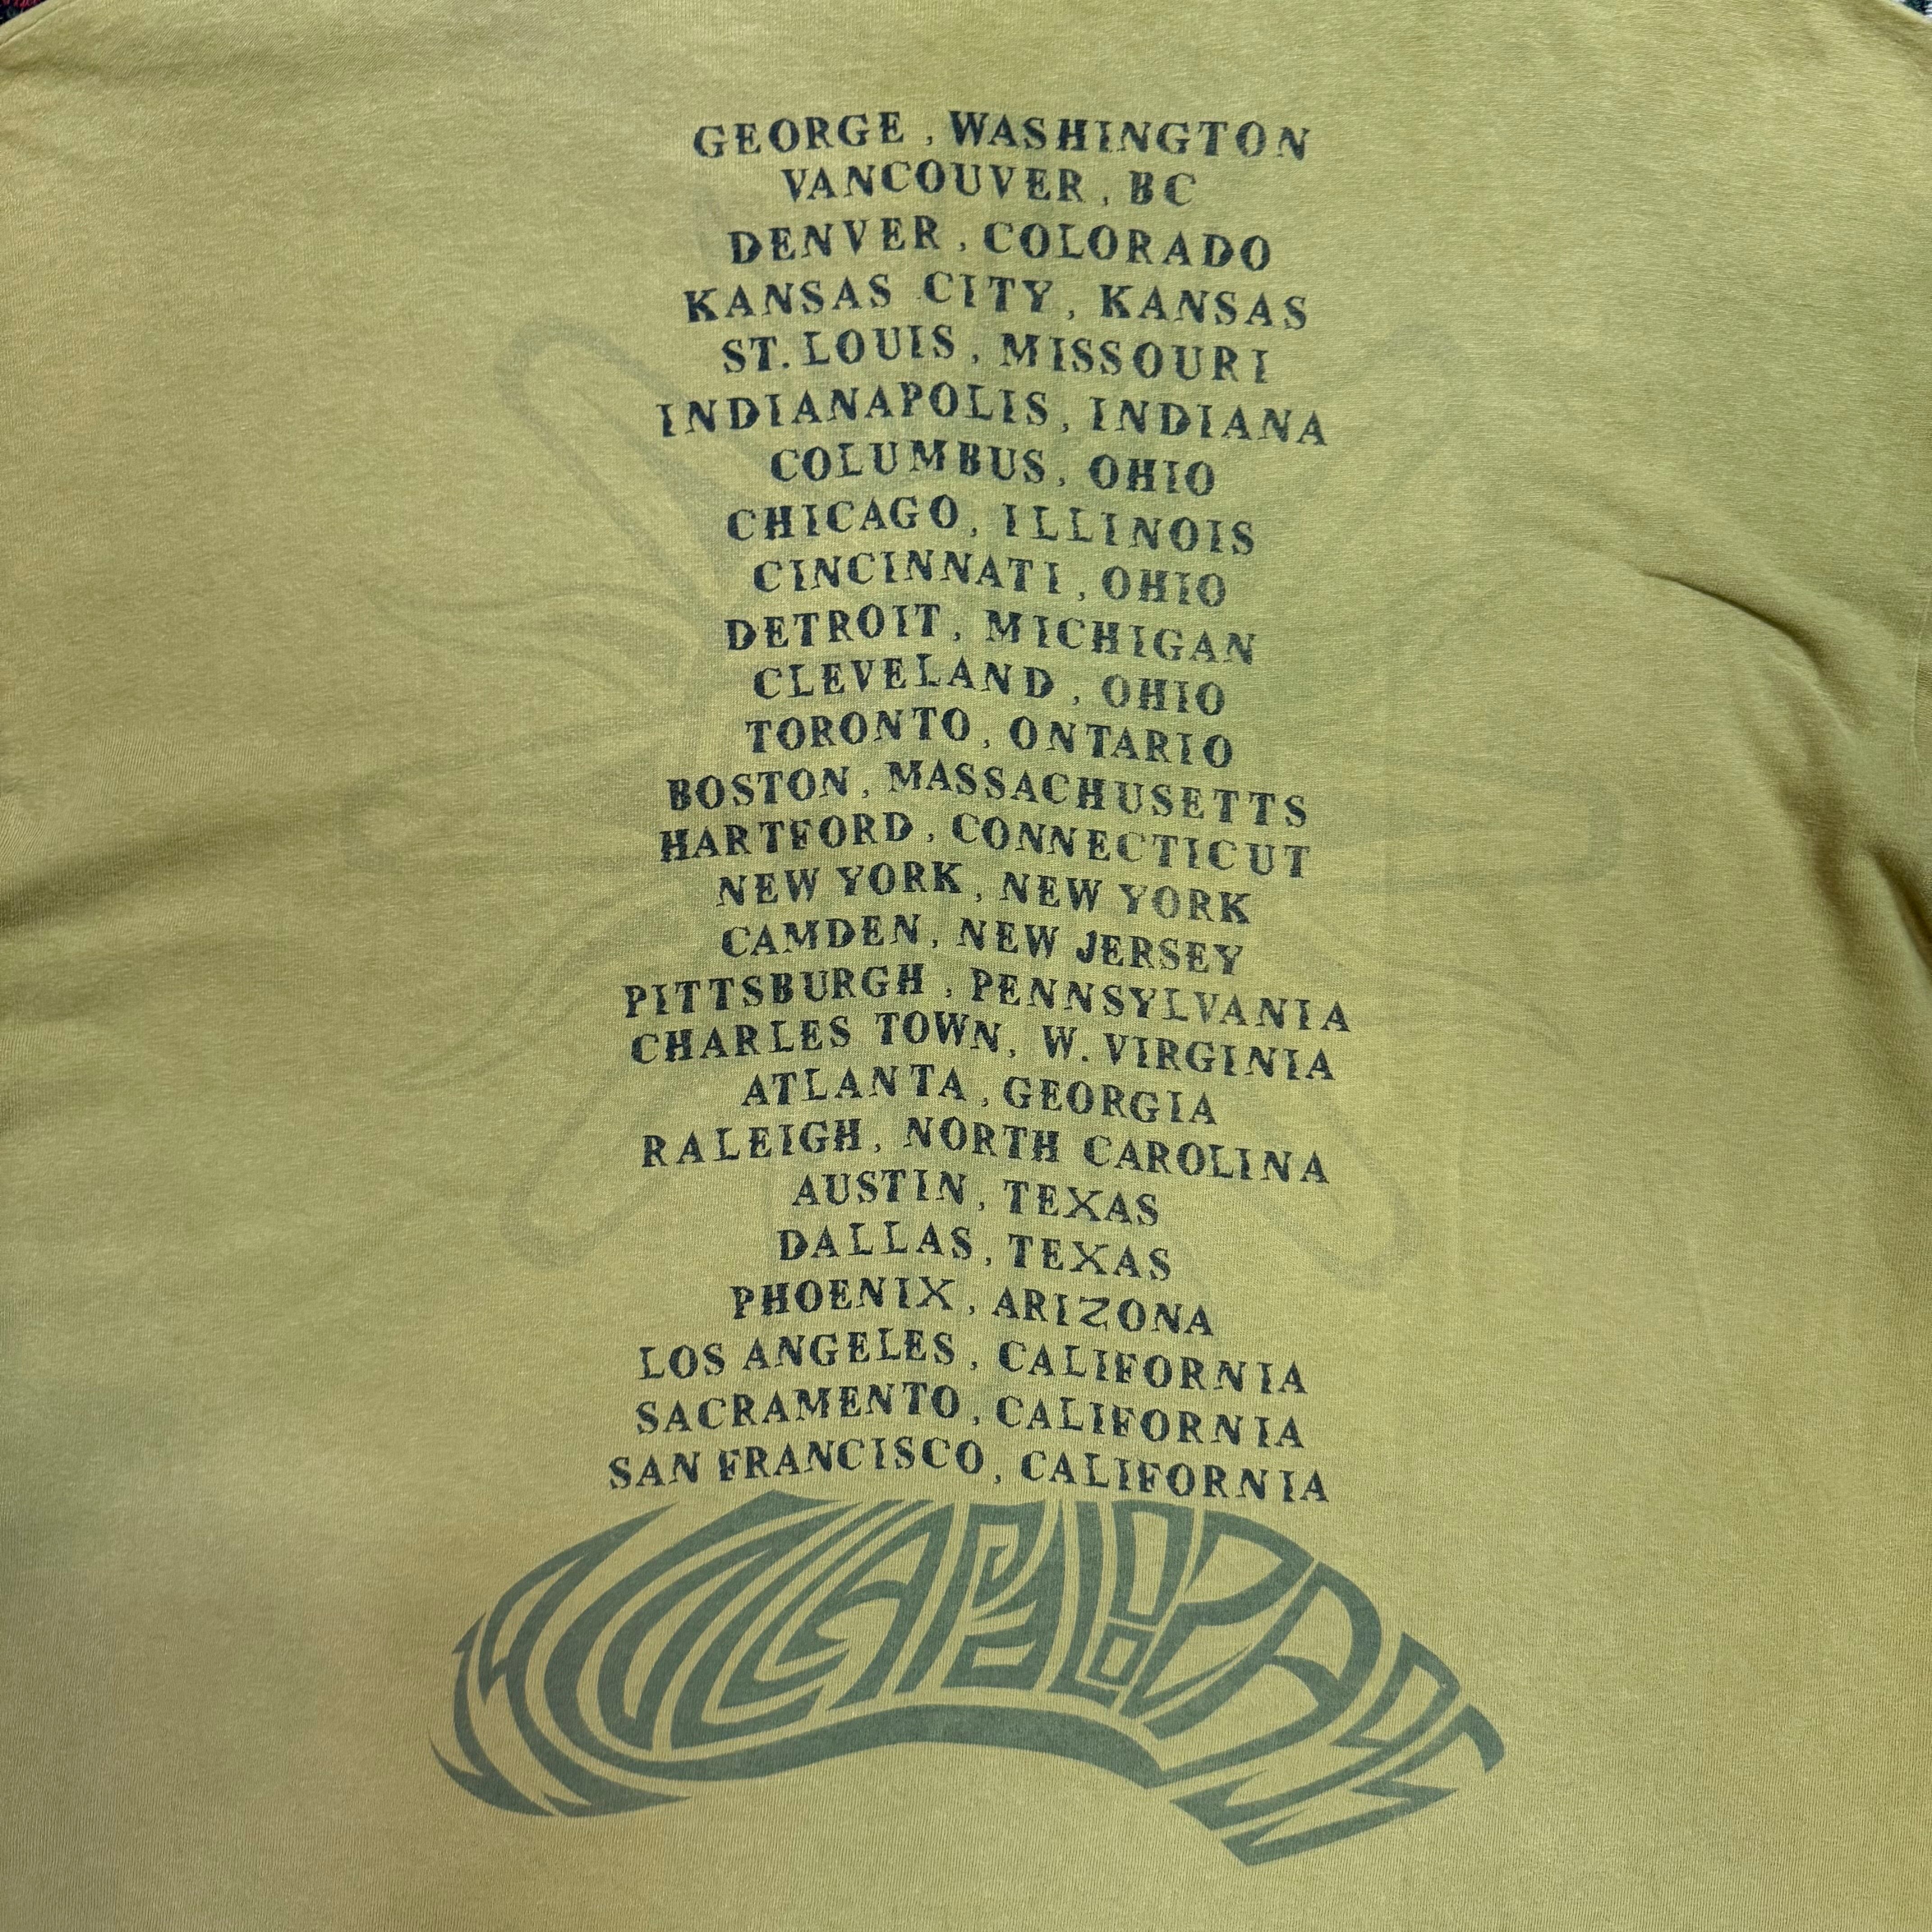 GEORGE, WASHINGTON
VANCOUVER, BC
DENVER, COLORADO
KANSAS CITY, KANSAS
ST. LOUIS, MISSOURI
INDIANAPOLIS, INDIANA
COLUMBUS, OHIO
CHICAGO, ILLINOIS
CINCINNATI, OHIO
DETROIT, MICHIGAN
CLEVELAND, OHIO
TORONTO, ONTARIO
BOSTON, MASSACHUSETTS
HARTFORD, CONNECTICUT
NEW YORK, NEW YORK
CAMDEN, NEW JERSEY
PITTSBURGH, PENNSYLVANIA
CHARLES TOWN, W. VIRGINIA
ATLANTA, GEORGIA
RALEIGH, NORTH CAROLINA
AUSTIN, TEXAS
DALLAS, TEXAS
PHOENIX, ARIZONA
LOS ANGELES, CALIFORNIA
SACRAMENTO, CALIFORNIA
SAN FRANCISCO, CALIFORNIA
LOLLAPALOOZA